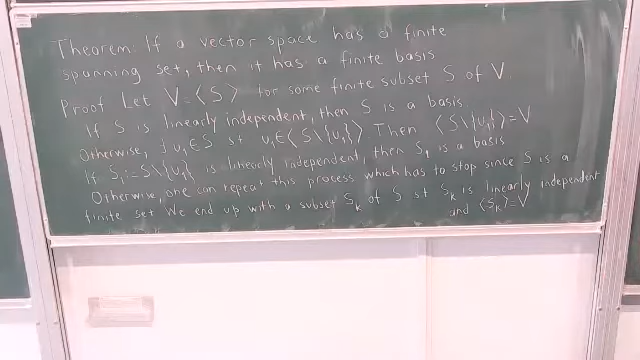 Theorem: If a vector space has a finite
spanning set, then it has a finite basis
Proof Let V = ⟨S⟩ for some finite subset S of V
If S is linearly independent, then S is a basis
Otherwise, ∃ v₁∈S st v₁∈⟨S\{v₁}⟩ Then ⟨S\{v₁}⟩=V
If S₁:=S\{v₁} is linearly independent, then S₁ is a basis
Otherwise, one can repeat this process which has to stop since S is a
finite set We end up with a subset Sₖ of S st Sₖ is linearly independent
and ⟨Sₖ⟩=V